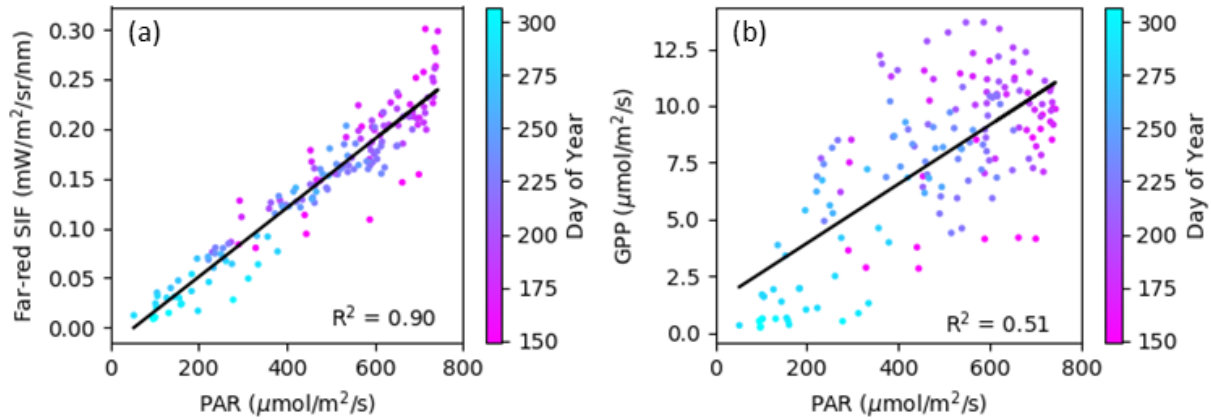 (a)
Far-red SIF (mW/m²/sr/nm)
0.30
0.25
0.20
0.15
0.10
0.05
0.00
0 200 400 600 800
PAR (μmol/m²/s)
R² = 0.90
300
275
250
225
200
175
150
Day of Year
(b)
GPP (μmol/m²/s)
12.5
10.0
7.5
5.0
2.5
0.0
0 200 400 600 800
PAR (μmol/m²/s)
R² = 0.51
300
275
250
225
200
175
150
Day of Year